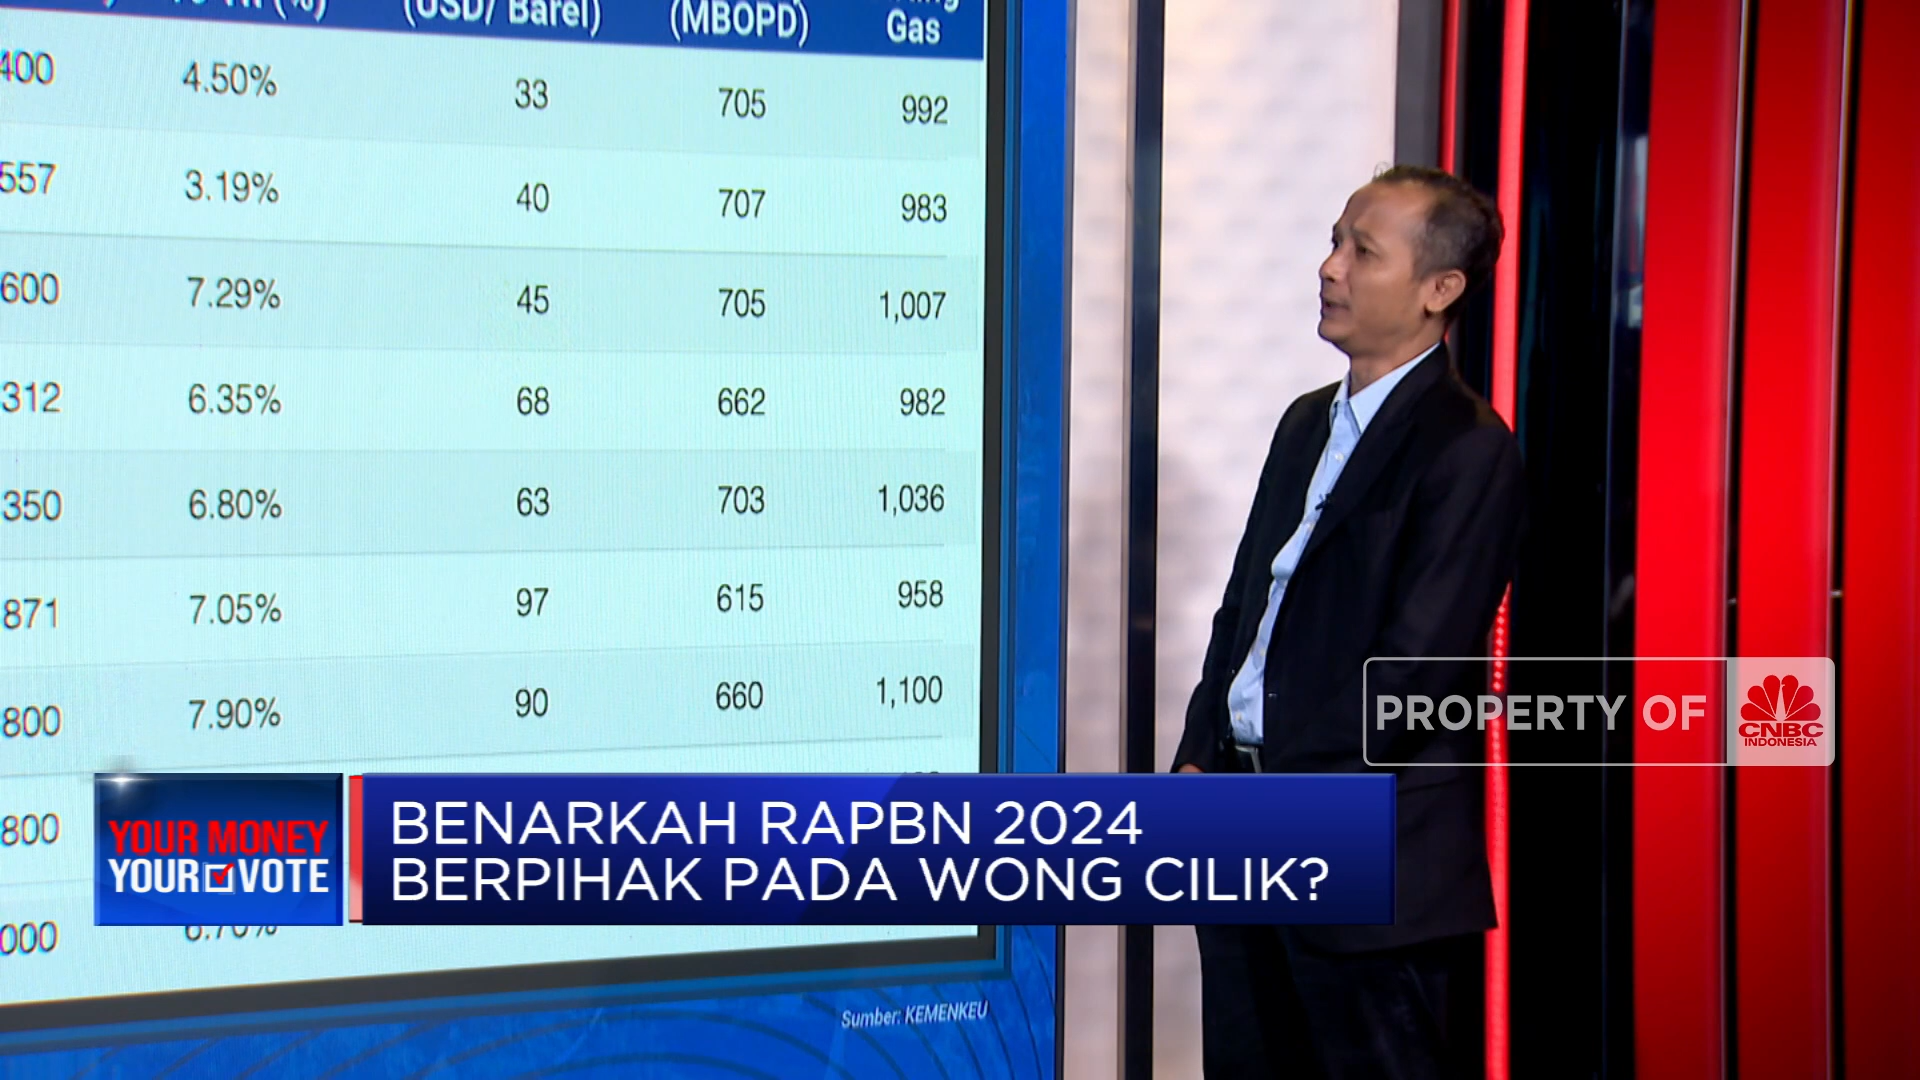 (USD/ Barel) (MBOPD) Gas
400 4.50% 33 705 992
557 3.19% 40 707 983
600 7.29% 45 705 1,007
312 6.35% 68 662 982
350 6.80% 63 703 1,036
871 7.05% 97 615 958
800 7.90% 90 660 1,100
800
000
Sumber: KEMENKEU
YOUR MONEY
YOUR VOTE
BENARKAH RAPBN 2024
BERPIHAK PADA WONG CILIK?
PROPERTY OF
CNBC
INDONESIA